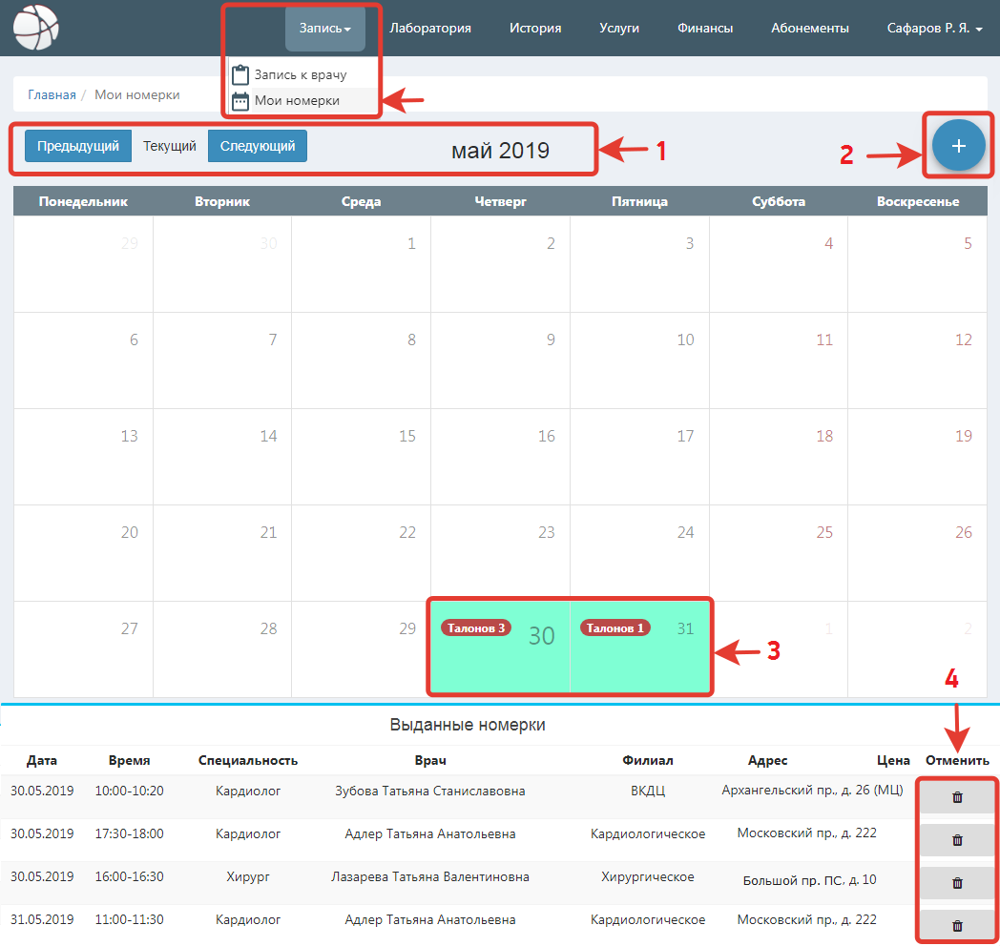 Запись Лаборатория История Услуги Финансы Абонементы Сафаров Р. Я.
Запись к врачу
Мои номерки
Главная / Мои номерки
Предыдущий Текущий Следующий май 2019 1 2 +
Понедельник Вторник Среда Четверг Пятница Суббота Воскресенье
29 30 1 2 3 4 5
6 7 8 9 10 11 12
13 14 15 16 17 18 19
20 21 22 23 24 25 26
27 28 29 Талонов 3 30 Талонов 1 31 1 2
3
4
Выданные номерки
Дата Время Специальность Врач Филиал Адрес Цена Отменить
30.05.2019 10:00-10:20 Кардиолог Зубова Татьяна Станиславовна ВКДЦ Архангельский пр., д. 26 (МЦ)
30.05.2019 17:30-18:00 Кардиолог Адлер Татьяна Анатольевна Кардиологическое Московский пр., д. 222
30.05.2019 16:00-16:30 Хирург Лазарева Татьяна Валентиновна Хирургическое Большой пр. ПС, д. 10
31.05.2019 11:00-11:30 Кардиолог Адлер Татьяна Анатольевна Кардиологическое Московский пр., д. 222